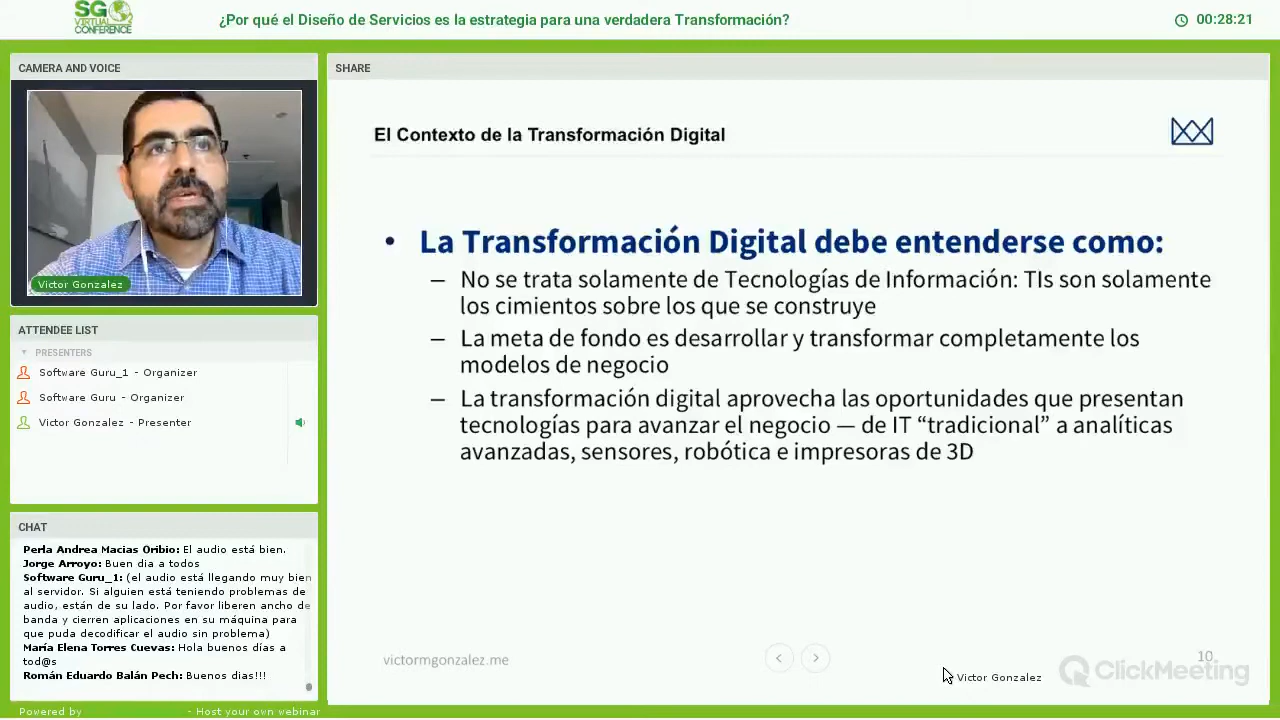 SG
VIRTUAL
CONFERENCE
¿Por qué el Diseño de Servicios es la estrategia para una verdadera Transformación?
00:28:21
CAMERA AND VOICE
Victor Gonzalez
ATTENDEE LIST
PRESENTERS
Software Guru_1 - Organizer
Software Guru - Organizer
Victor Gonzalez - Presenter
CHAT
Perla Andrea Macias Oribio: El audio está bien.
Jorge Arroyo: Buen dia a todos
Software Guru_1: (el audio está llegando muy bien
al servidor. Si alguien está teniendo problemas de
audio, están de su lado. Por favor liberen ancho de
banda y cierren aplicaciones en su máquina para
que puda decodificar el audio sin problema)
María Elena Torres Cuevas: Hola buenos días a
tod@s
Román Eduardo Balán Pech: Buenos dias!!!
Powered by - Host your own webinar
SHARE
El Contexto de la Transformación Digital
• La Transformación Digital debe entenderse como:
– No se trata solamente de Tecnologías de Información: TIs son solamente
los cimientos sobre los que se construye
– La meta de fondo es desarrollar y transformar completamente los
modelos de negocio
– La transformación digital aprovecha las oportunidades que presentan
tecnologías para avanzar el negocio — de IT “tradicional” a analíticas
avanzadas, sensores, robótica e impresoras de 3D
victormgonzalez.me
10
Victor Gonzalez
ClickMeeting